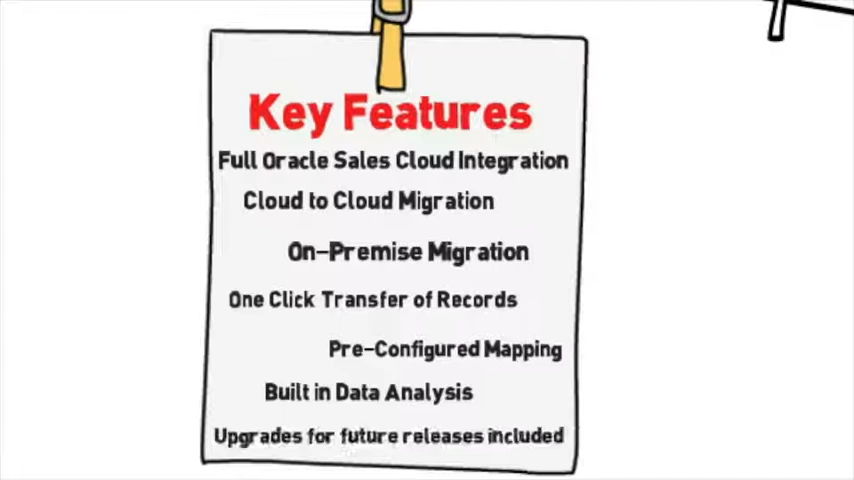 Key Features
Full Oracle Sales Cloud Integration
Cloud to Cloud Migration
On-Premise Migration
One Click Transfer of Records
Pre-Configured Mapping
Built in Data Analysis
Upgrades for future releases included